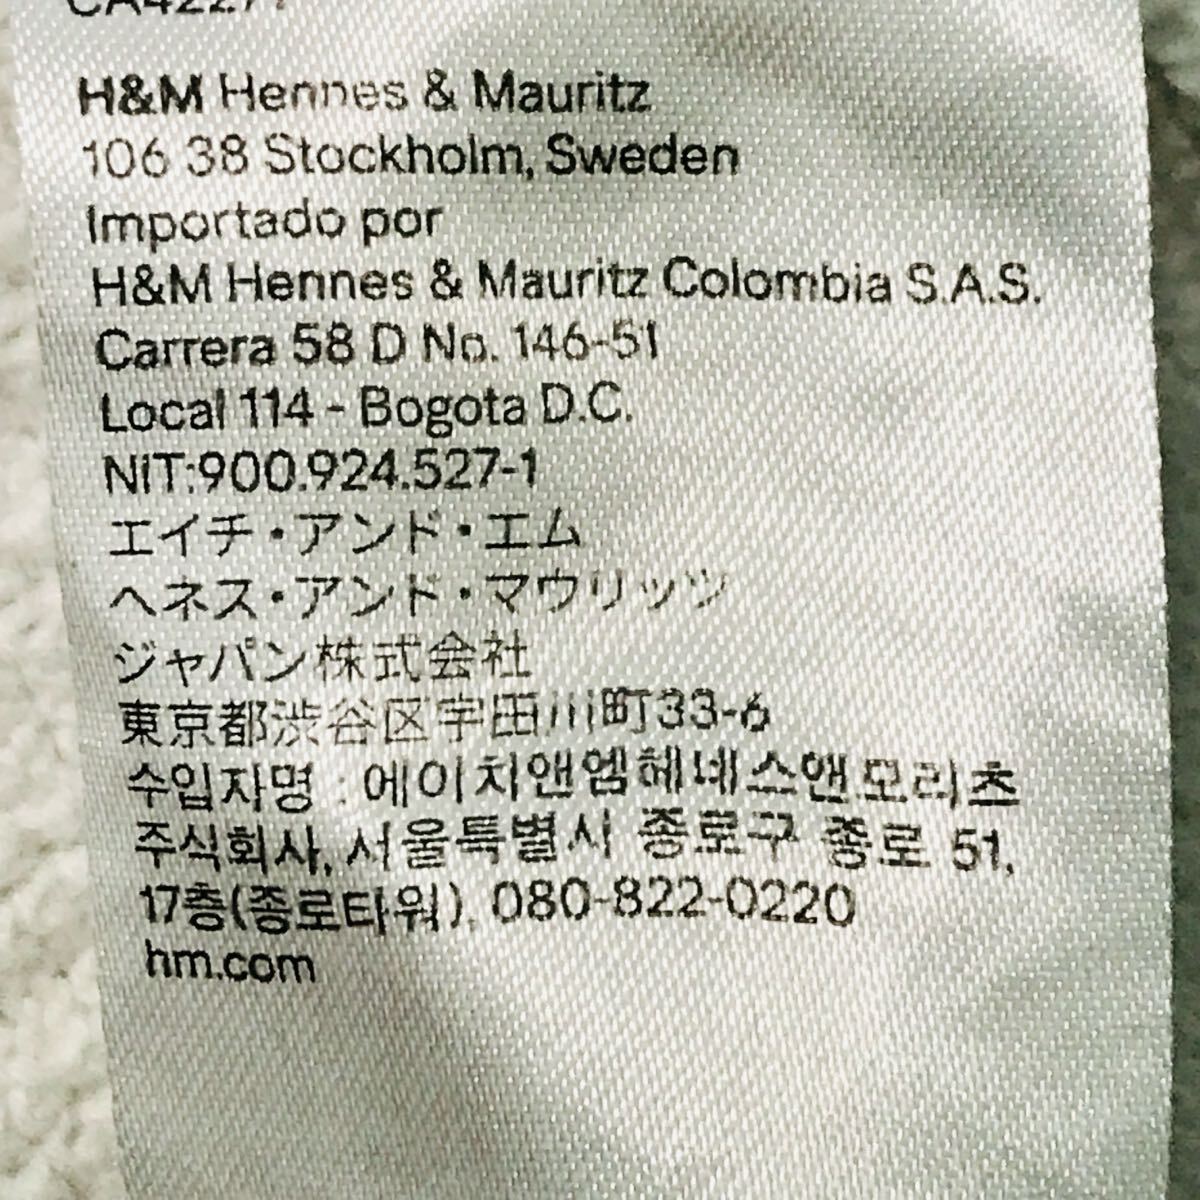 H&M Hennes & Mauritz
106 38 Stockholm, Sweden
Importado por
H&M Hennes & Mauritz Colombia S.A.S.
Carrera 58 D No. 146-51
Local 114 - Bogota D.C.
NIT:900.924.527-1
エイチ・アンド・エム
ヘネス・アンド・マウリッツ
ジャパン株式会社
東京都渋谷区宇田川町33-6
수입자명 : 에이치앤엠헤네스앤모리츠
주식회사, 서울특별시 종로구 종로 51,
17층(종로타워), 080-822-0220
hm.com